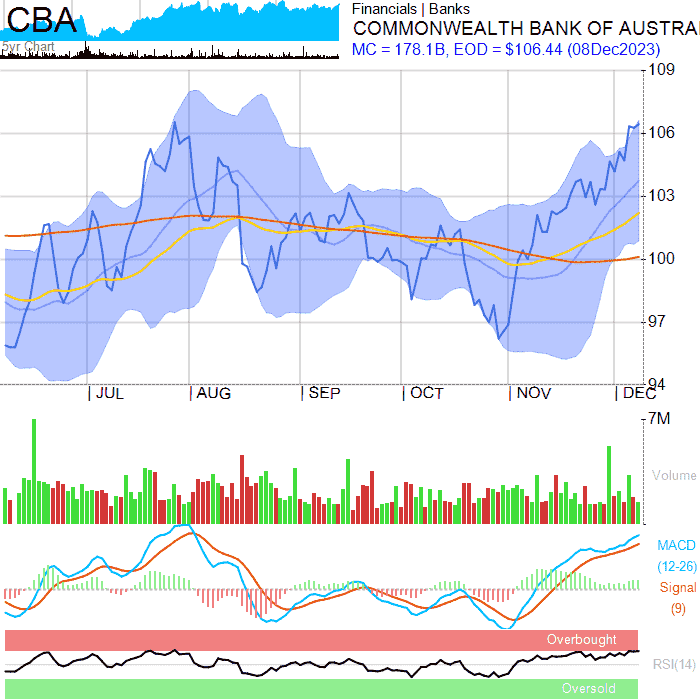 CBA
5yr Chart
Financials | Banks
COMMONWEALTH BANK OF AUSTRA
MC = 178.1B, EOD = $106.44 (08Dec2023)
109
106
103
100
97
94
JUL
AUG
SEP
OCT
NOV
DEC
7M
Volume
MACD
(12-26)
Signal
(9)
Overbought
RSI(14)
Oversold